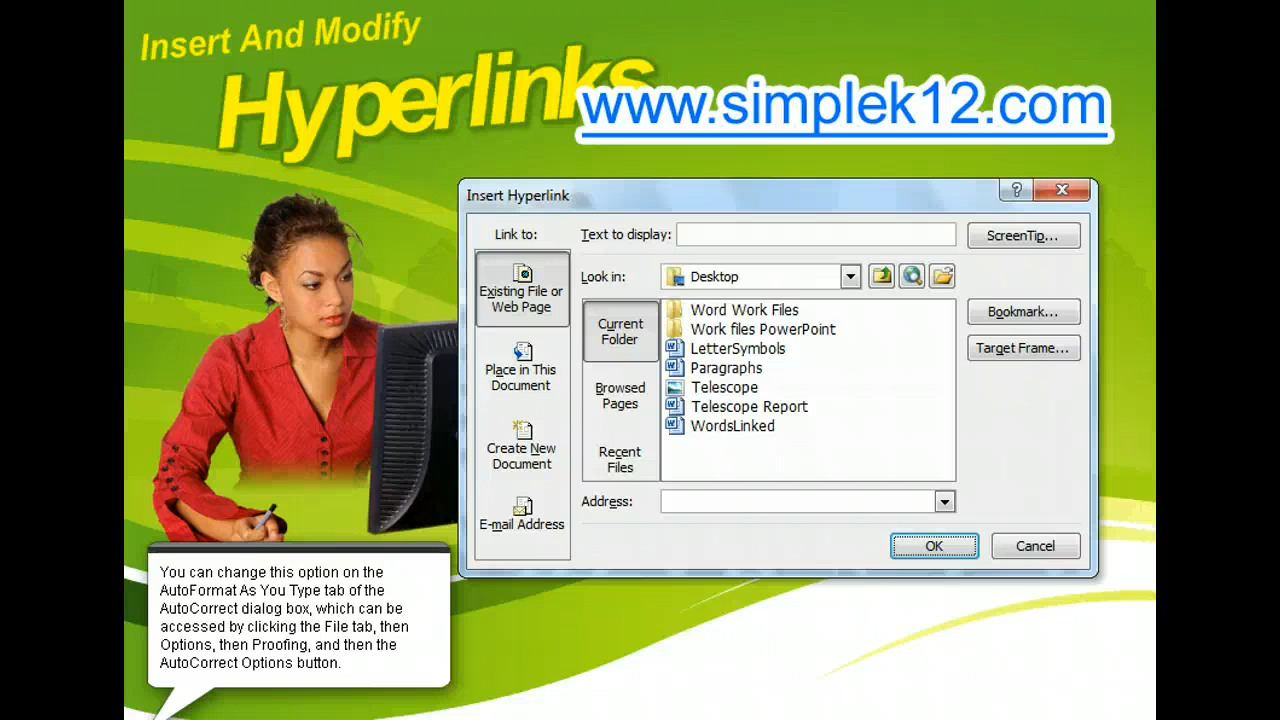 Insert And Modify
Hyperlinks
www.simplek12.com
Insert Hyperlink
?
Link to:
Text to display:
ScreenTip...
Existing File or
Web Page
Look in:
Desktop
Current
Folder
Word Work Files
Work files PowerPoint
LetterSymbols
Paragraphs
Telescope
Telescope Report
WordsLinked
Bookmark...
Target Frame...
Place in This
Document
Browsed
Pages
Create New
Document
Recent
Files
E-mail Address
Address:
OK
Cancel
You can change this option on the
AutoFormat As You Type tab of the
AutoCorrect dialog box, which can be
accessed by clicking the File tab, then
Options, then Proofing, and then the
AutoCorrect Options button.